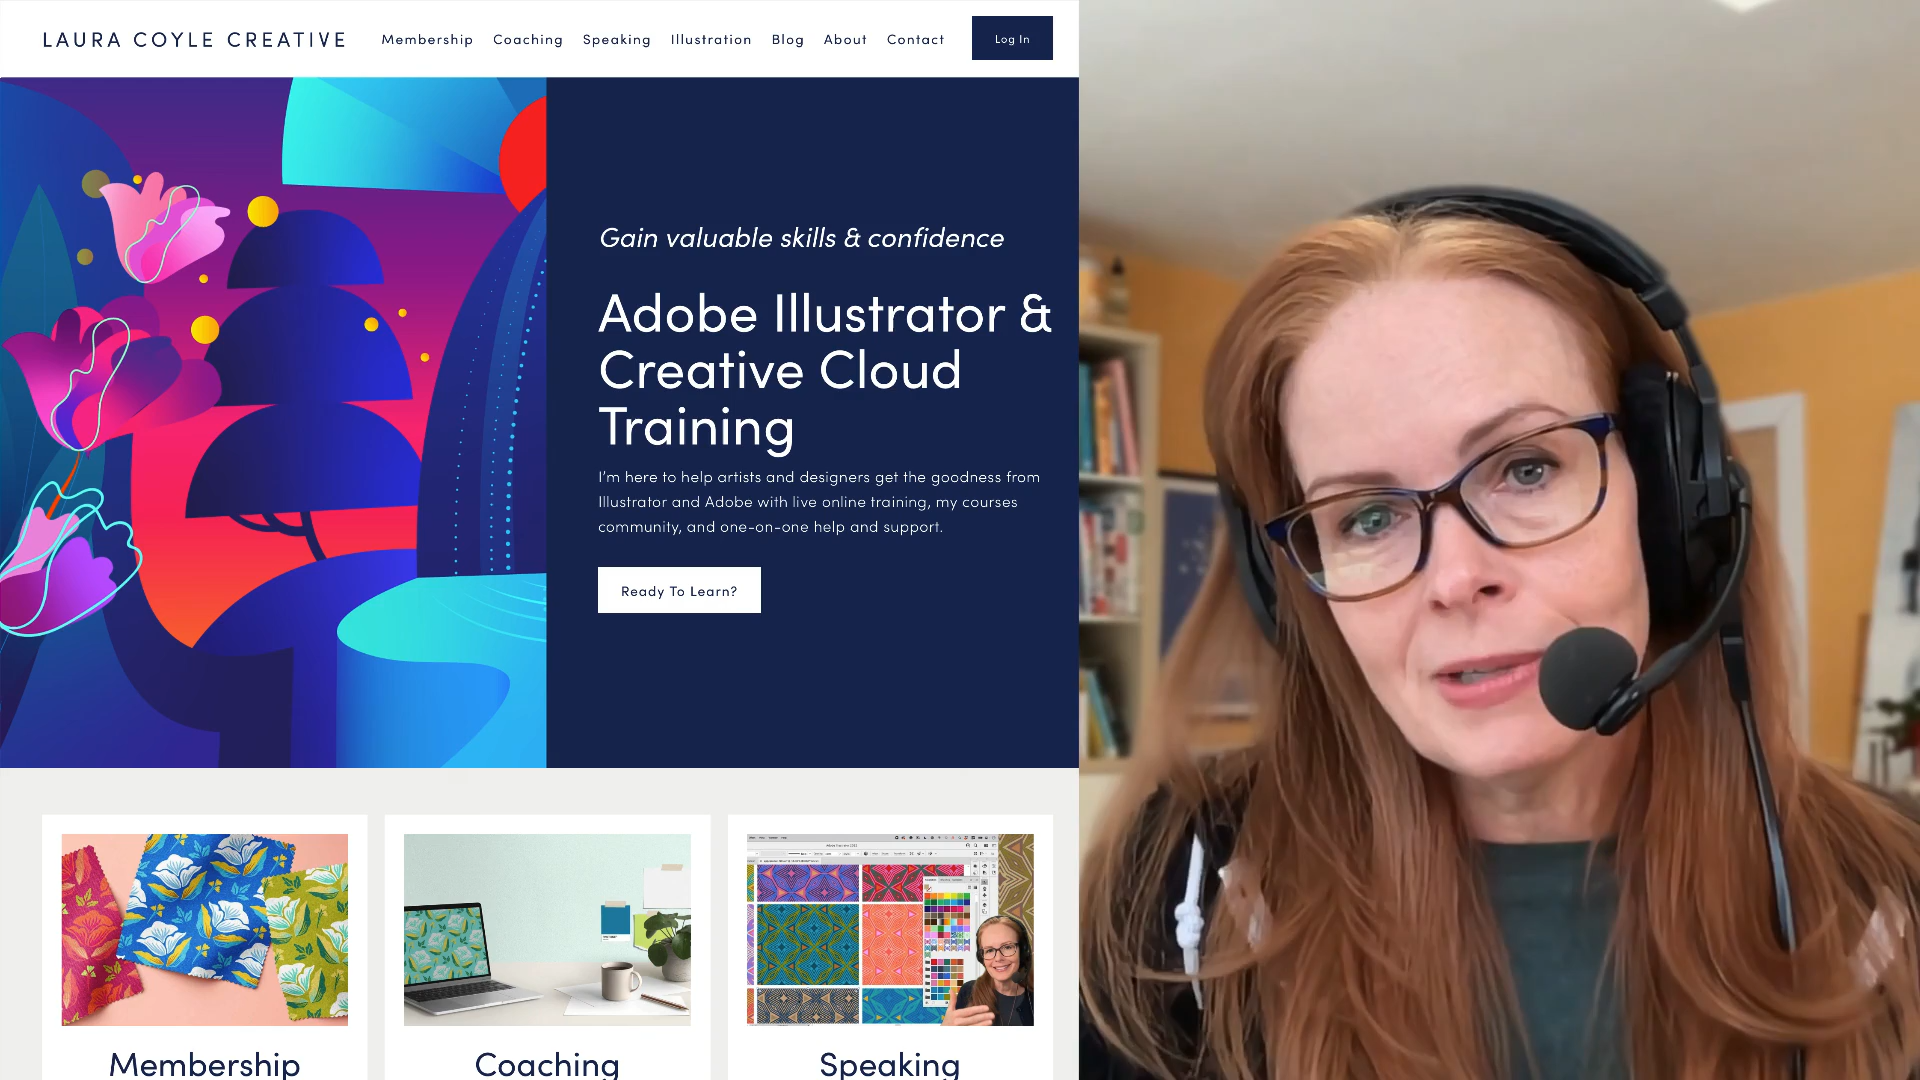 LAURA COYLE CREATIVE
Membership Coaching Speaking Illustration Blog About Contact Log In
Gain valuable skills & confidence
Adobe Illustrator &
Creative Cloud
Training
I'm here to help artists and designers get the goodness from
Illustrator and Adobe with live online training, my courses
community, and one-on-one help and support.
Ready To Learn?
Membership Coaching Speaking